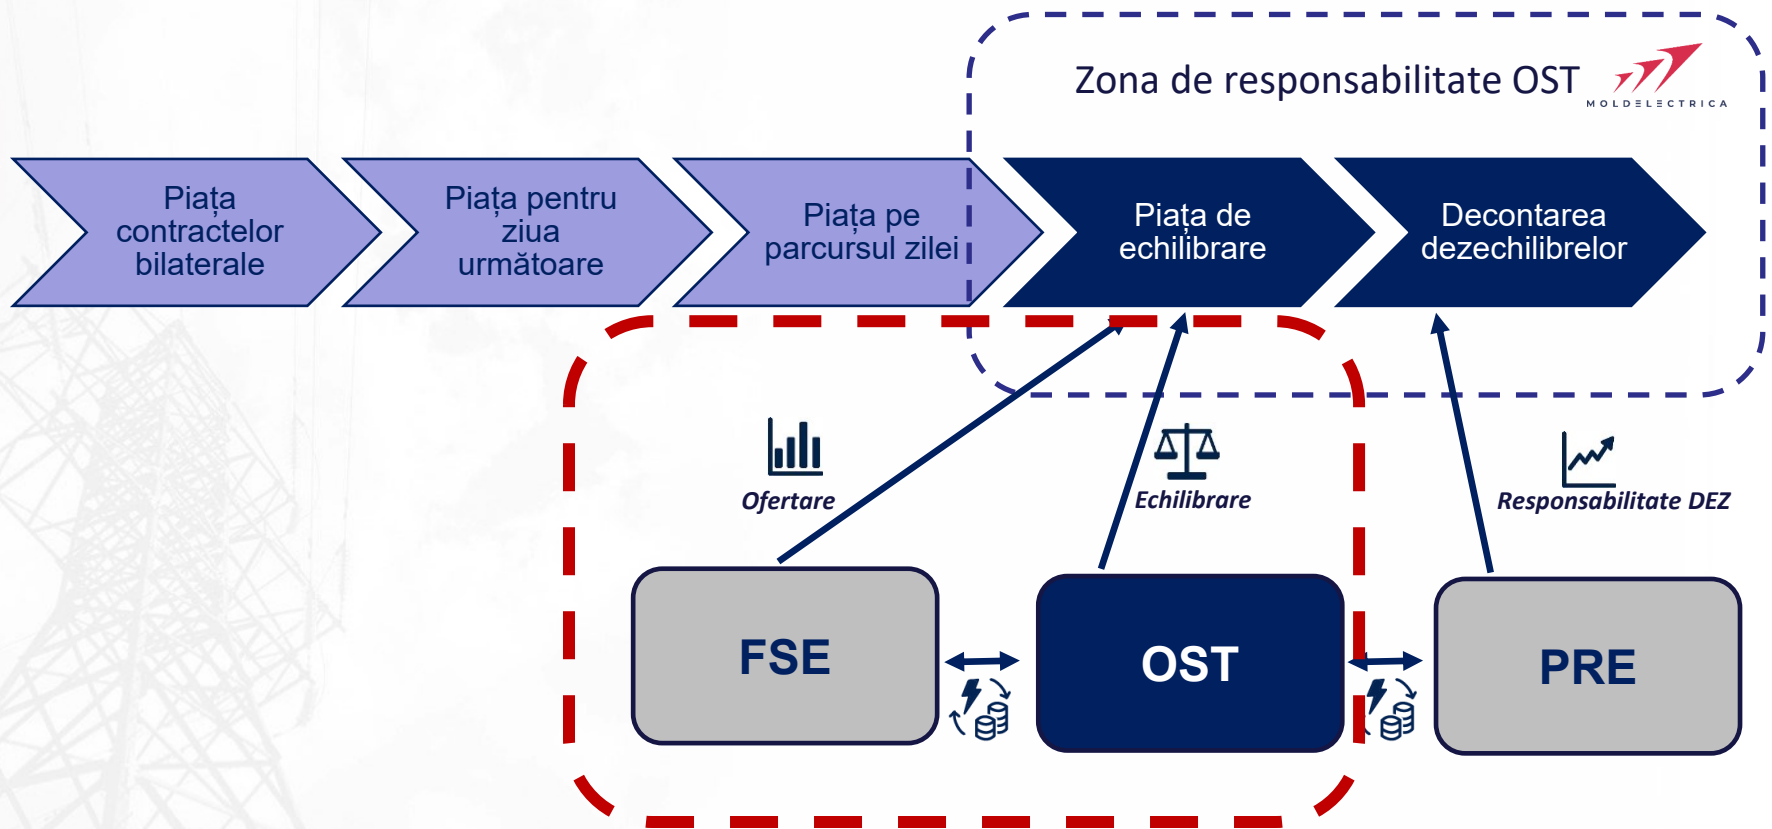 Zona de responsabilitate OST
MOLDELECTRICA
Piața
contractelor
bilaterale
Piața pentru
ziua
următoare
Piața pe
parcursul zilei
Piața de
echilibrare
Decontarea
dezechilibrelor
Ofertare
Echilibrare
Responsabilitate DEZ
FSE
OST
PRE